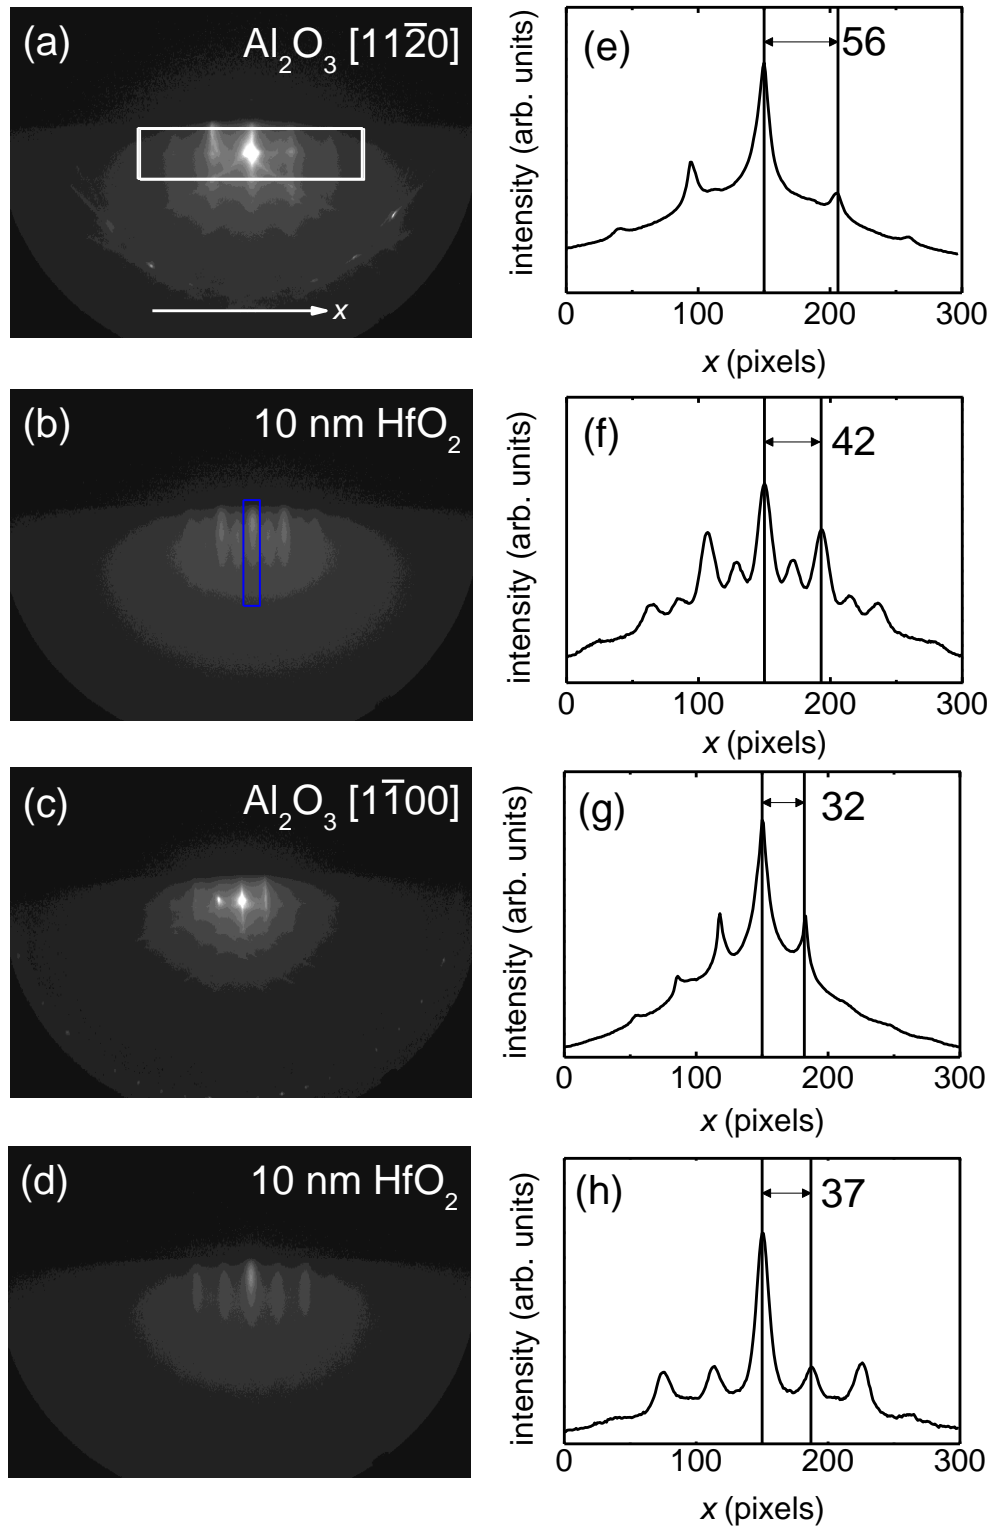 (a) Al₂O₃ [112̅0]
x
(e) 56
intensity (arb. units)
0 100 200 300
x (pixels)
(b) 10 nm HfO₂
(f) 42
intensity (arb. units)
0 100 200 300
x (pixels)
(c) Al₂O₃ [11̅00]
(g) 32
intensity (arb. units)
0 100 200 300
x (pixels)
(d) 10 nm HfO₂
(h) 37
intensity (arb. units)
0 100 200 300
x (pixels)